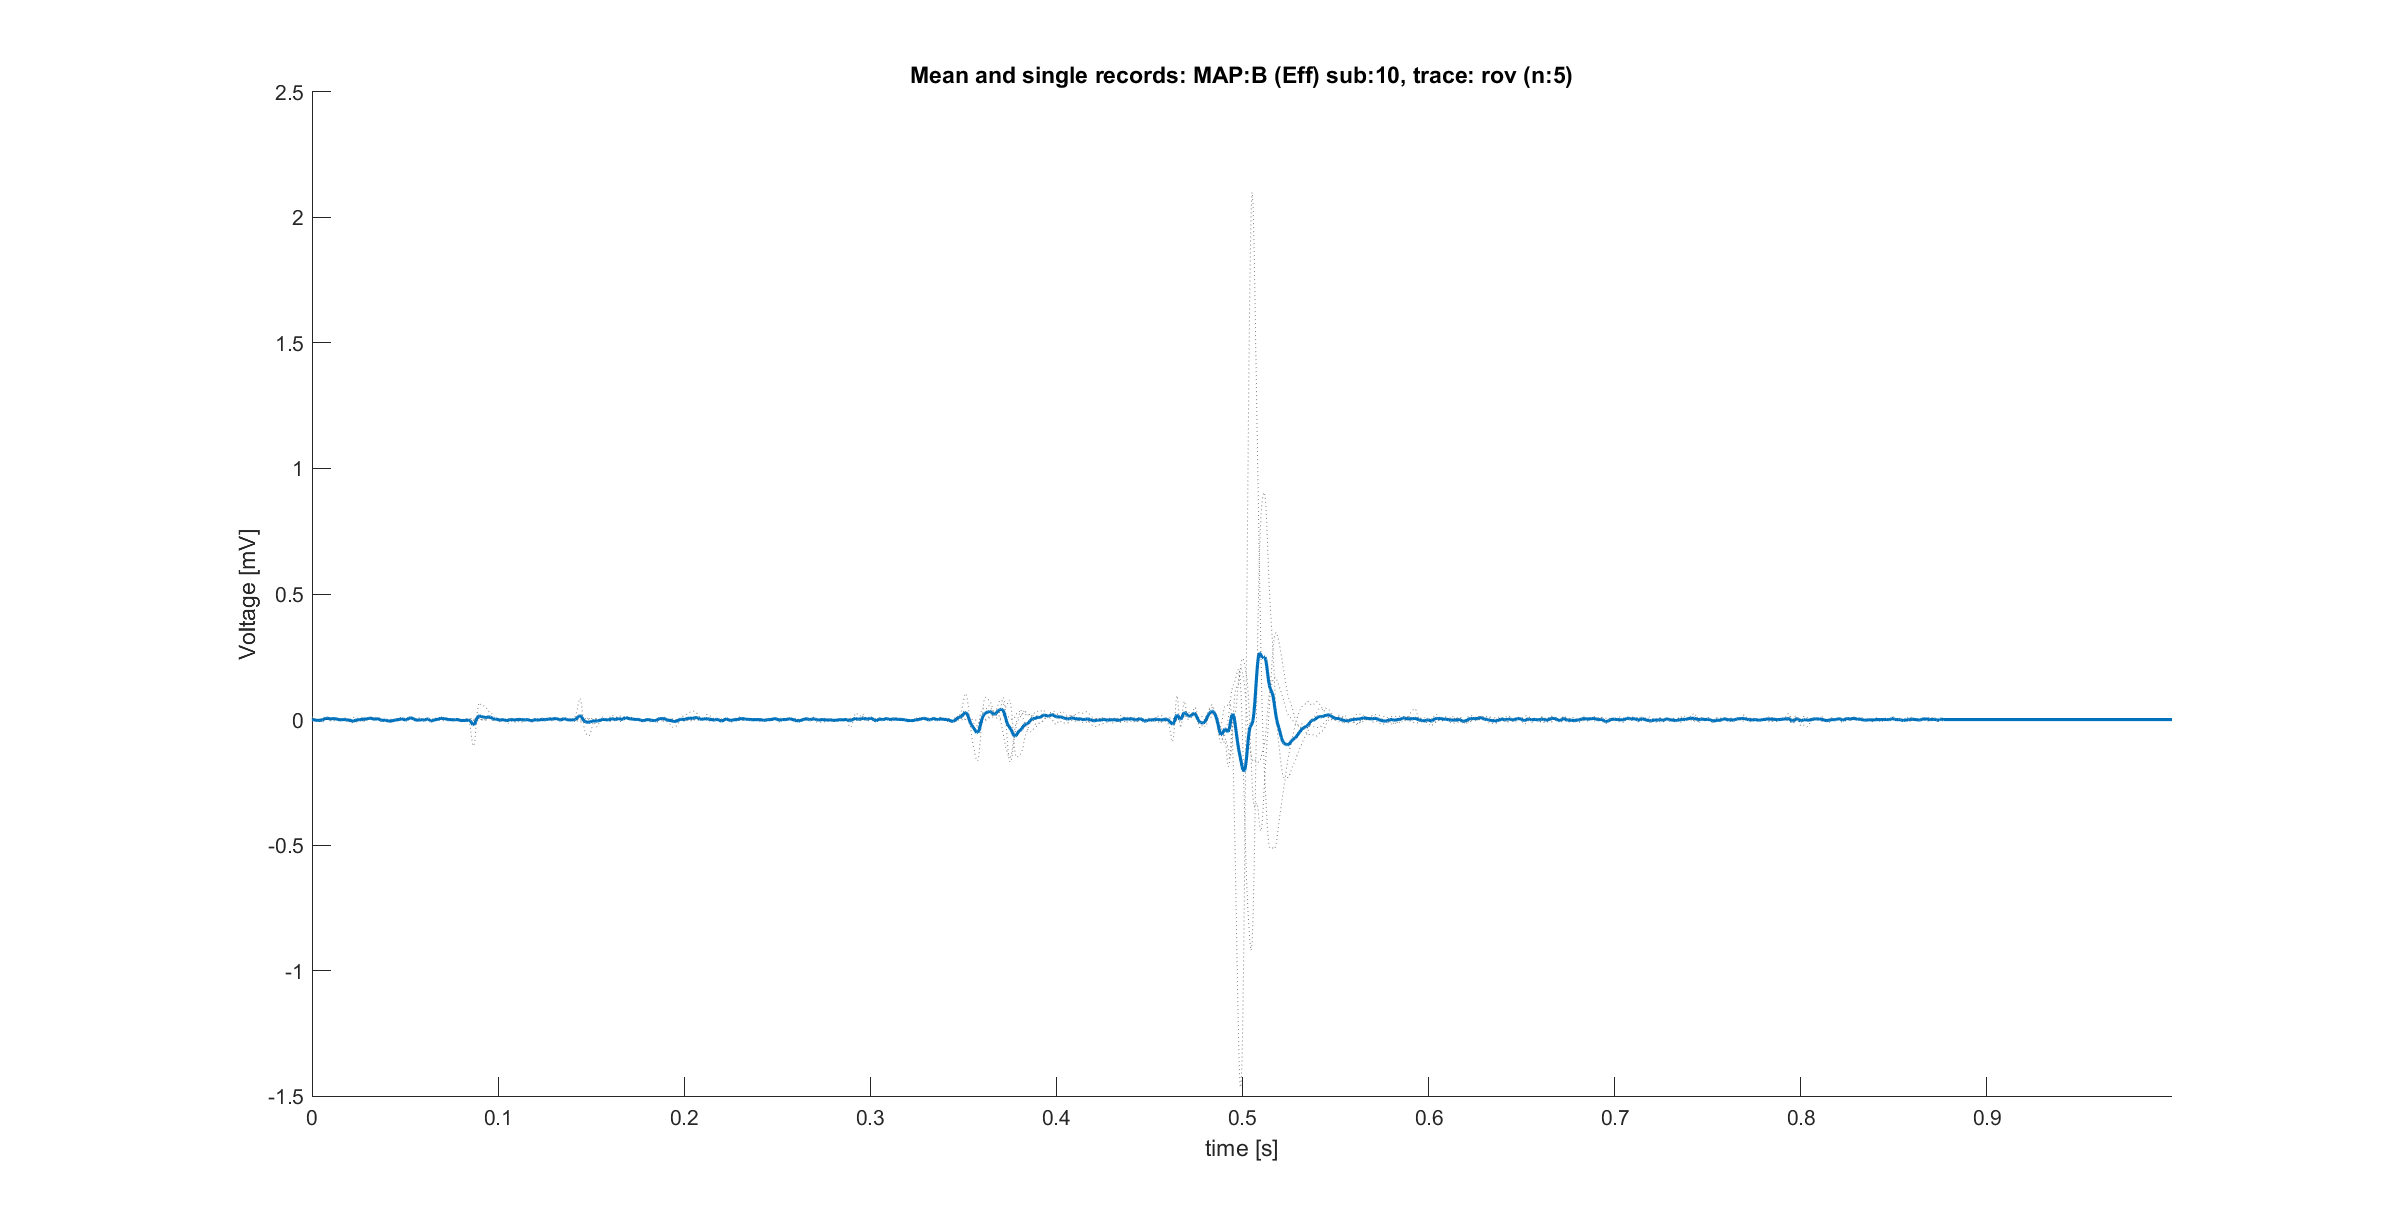 Mean and single records: MAP:B (Eff) sub:10, trace: rov (n:5)
2.5
2
1.5
1
0.5
0
-0.5
-1
-1.5
Voltage [mV]
0 0.1 0.2 0.3 0.4 0.5 0.6 0.7 0.8 0.9
time [s]